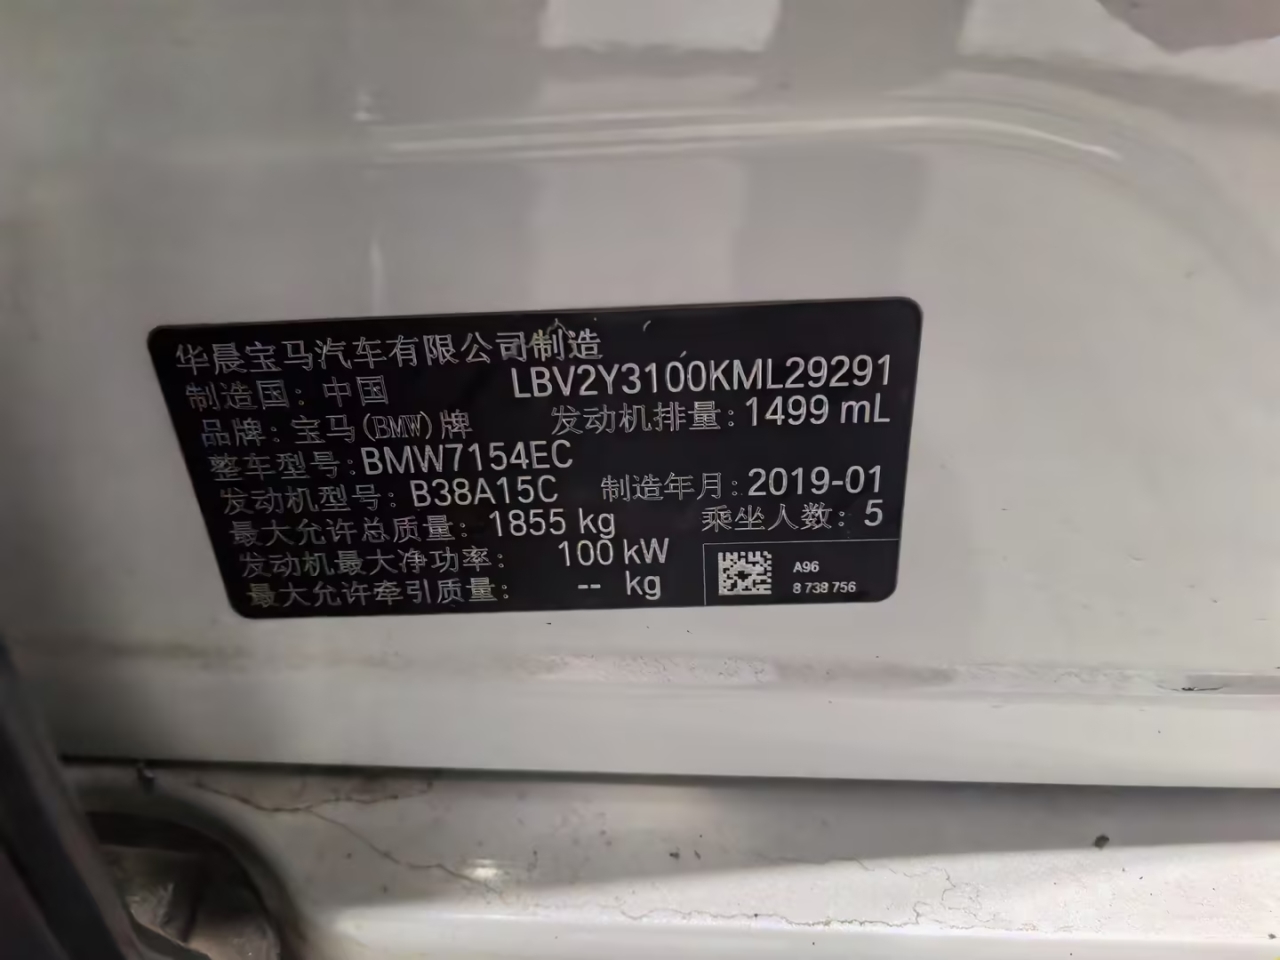 华晨宝马汽车有限公司制造
制造国：中国 LBV2Y3100KML29291
品牌：宝马(BMW)牌 发动机排量：1499 mL
整车型号：BMW7154EC
发动机型号：B38A15C 制造年月：2019-01
最大允许总质量：1855 kg 乘坐人数：5
发动机最大净功率：100 kW
最大允许牵引质量：-- kg
A96
8 738 756